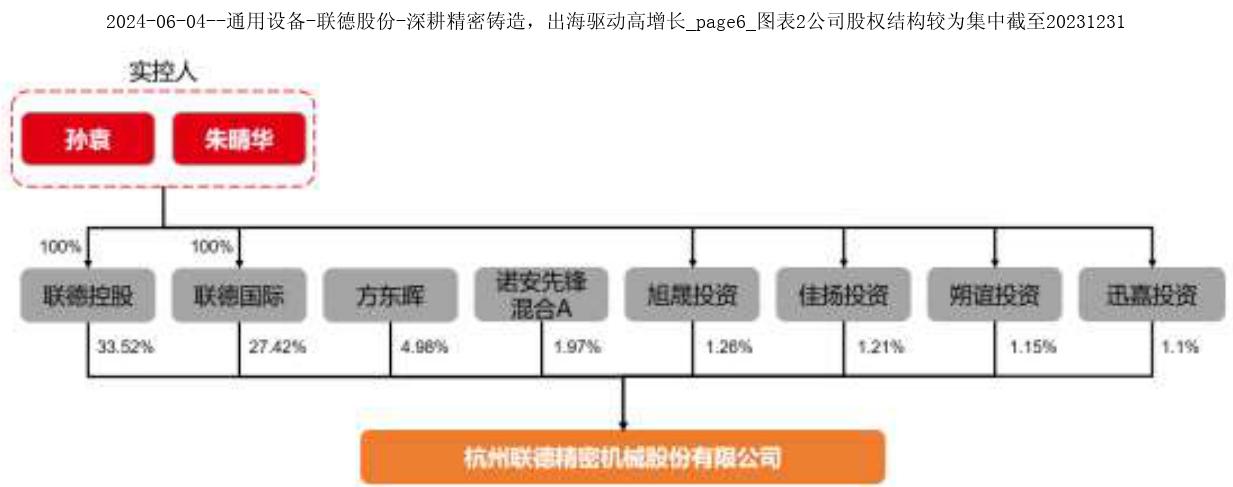 2024-06-04--通用设备-联德股份-深耕精密铸造，出海驱动高增长_page6_图表2公司股权结构较为集中截至20231231
实控人
孙袁 朱晴华
100% 100%
联德控股 联德国际 方东晖 诺安先锋 旭晟投资 佳扬投资 朔谊投资 迅嘉投资
混合A
33.52% 27.42% 4.98% 1.97% 1.26% 1.21% 1.15% 1.1%
杭州联德精密机械股份有限公司